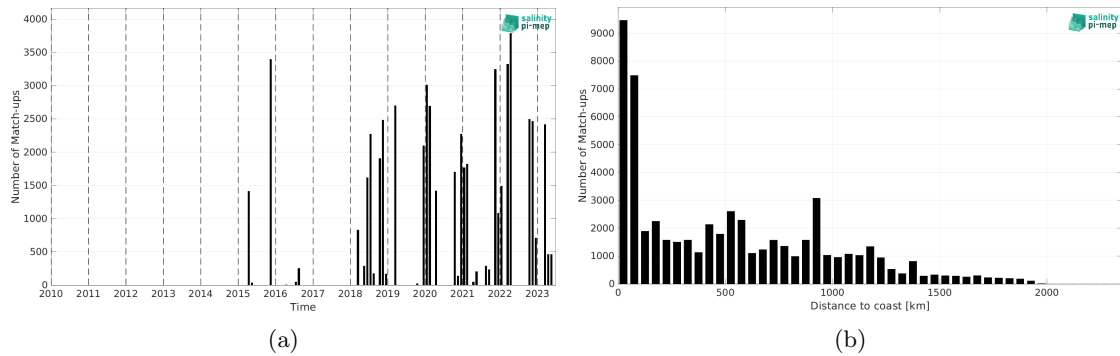 salinity
pi-mep
Number of Match-ups
4000
3500
3000
2500
2000
1500
1000
500
0
2010 2011 2012 2013 2014 2015 2016 2017 2018 2019 2020 2021 2022 2023
Time
(a)
salinity
pi-mep
Number of Match-ups
9000
8000
7000
6000
5000
4000
3000
2000
1000
0
0 500 1000 1500 2000
Distance to coast [km]
(b)